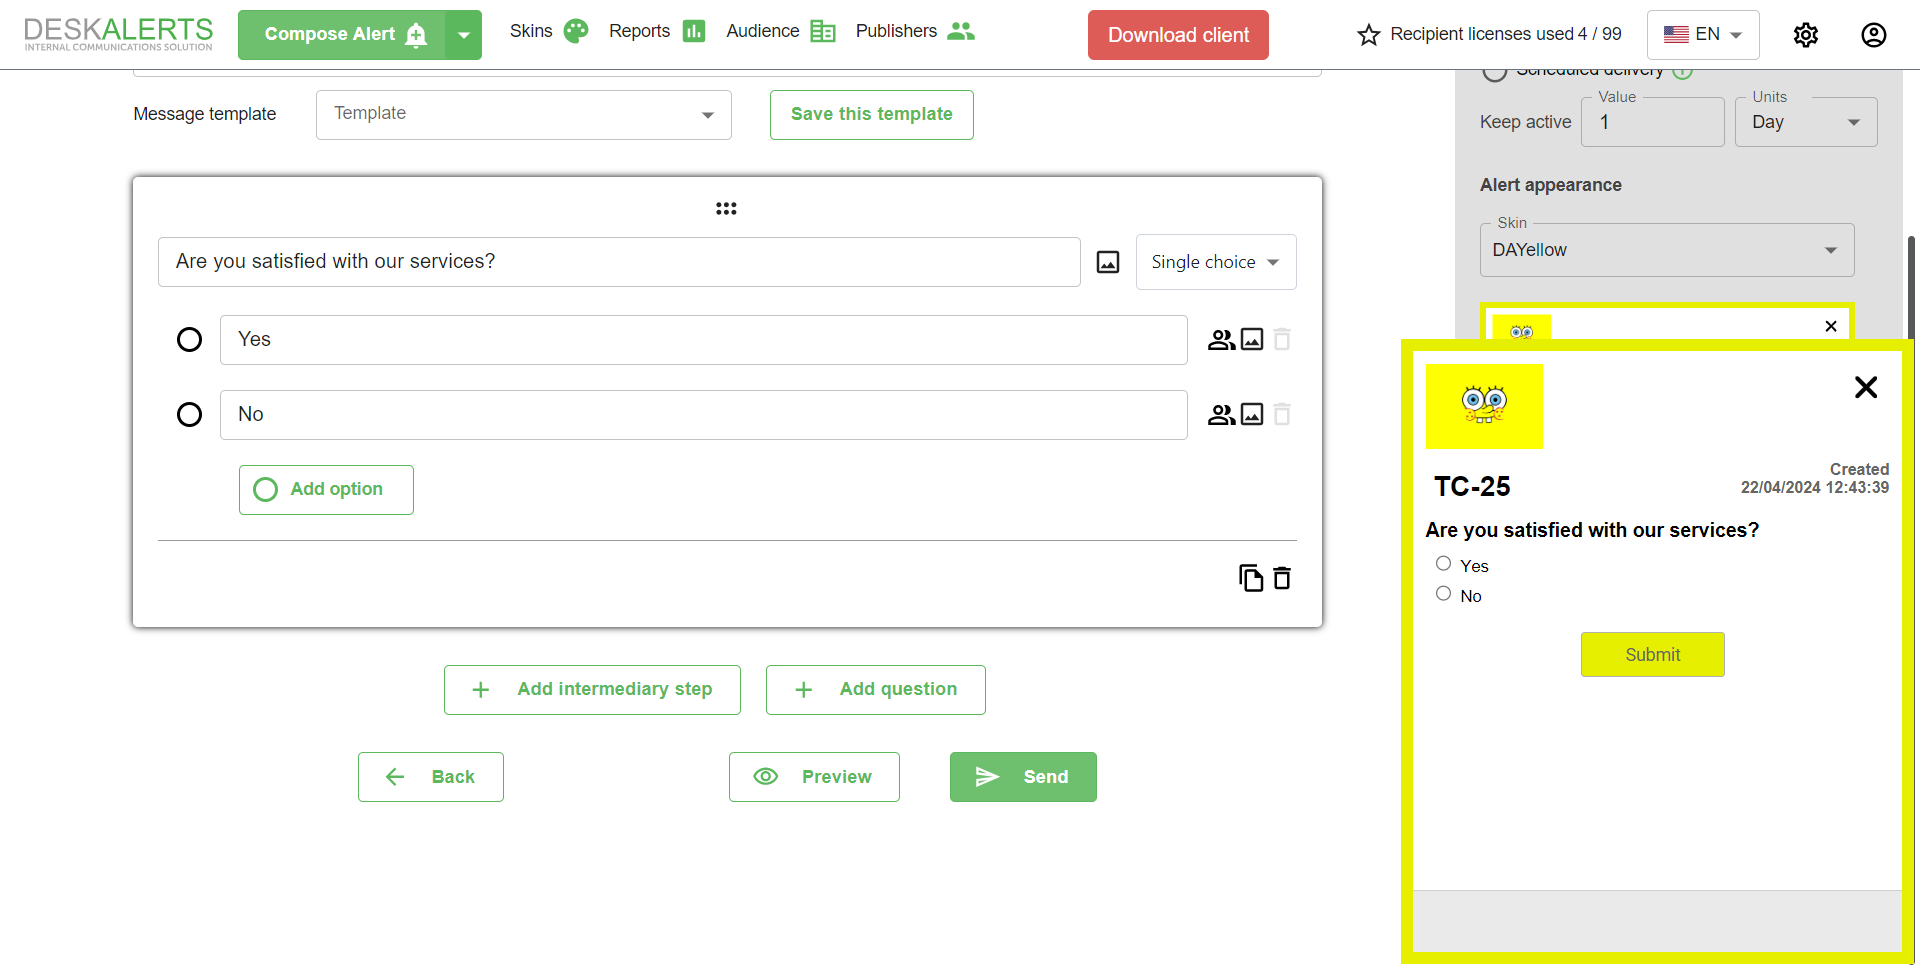 DESKALERTS
INTERNAL COMMUNICATIONS SOLUTION
Compose Alert
Skins
Reports
Audience
Publishers
Download client
Recipient licenses used 4 / 99
EN
Scheduled delivery
Message template
Template
Save this template
Value
Units
Keep active
1
Day
Alert appearance
Skin
DAYellow
Are you satisfied with our services?
Single choice
Yes
No
Add option
Add intermediary step
Add question
Back
Preview
Send
Created
TC-25
22/04/2024 12:43:39
Are you satisfied with our services?
Yes
No
Submit